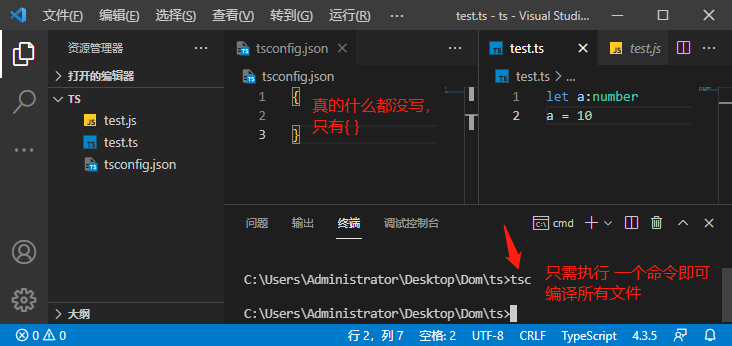 文件(F) 编辑(E) 选择(S) 查看(V) 转到(G) 运行(R) ··· test.ts - ts - Visual Studi...
资源管理器 ···
打开的编辑器
TS
test.js
test.ts
tsconfig.json
大纲
tsconfig.json ···
tsconfig.json
1 {
2
3 }
真的什么都没写，
只有{ }
test.ts test.js ···
test.ts > ...
1 let a:number
2 a = 10
问题 输出 终端 调试控制台 cmd
C:\Users\Administrator\Desktop\Dom\ts>tsc
C:\Users\Administrator\Desktop\Dom\ts>
只需执行 一个命令即可
编译所有文件
0 0 行 2，列 7 空格: 2 UTF-8 CRLF TypeScript 4.3.5